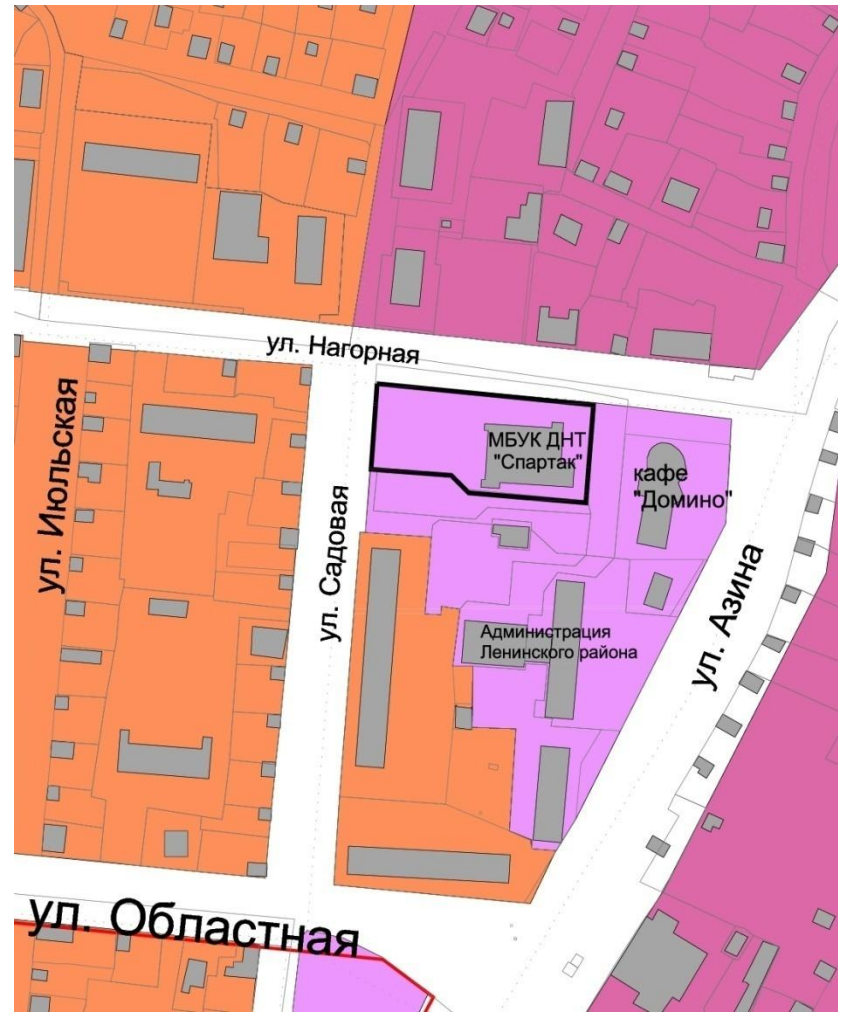 ул. Нагорная
МБУК ДНТ
"Спартак"
кафе
"Домино"
ул. Июльская
ул. Садовая
ул. Азина
Администрация
Ленинского района
ул. Областная